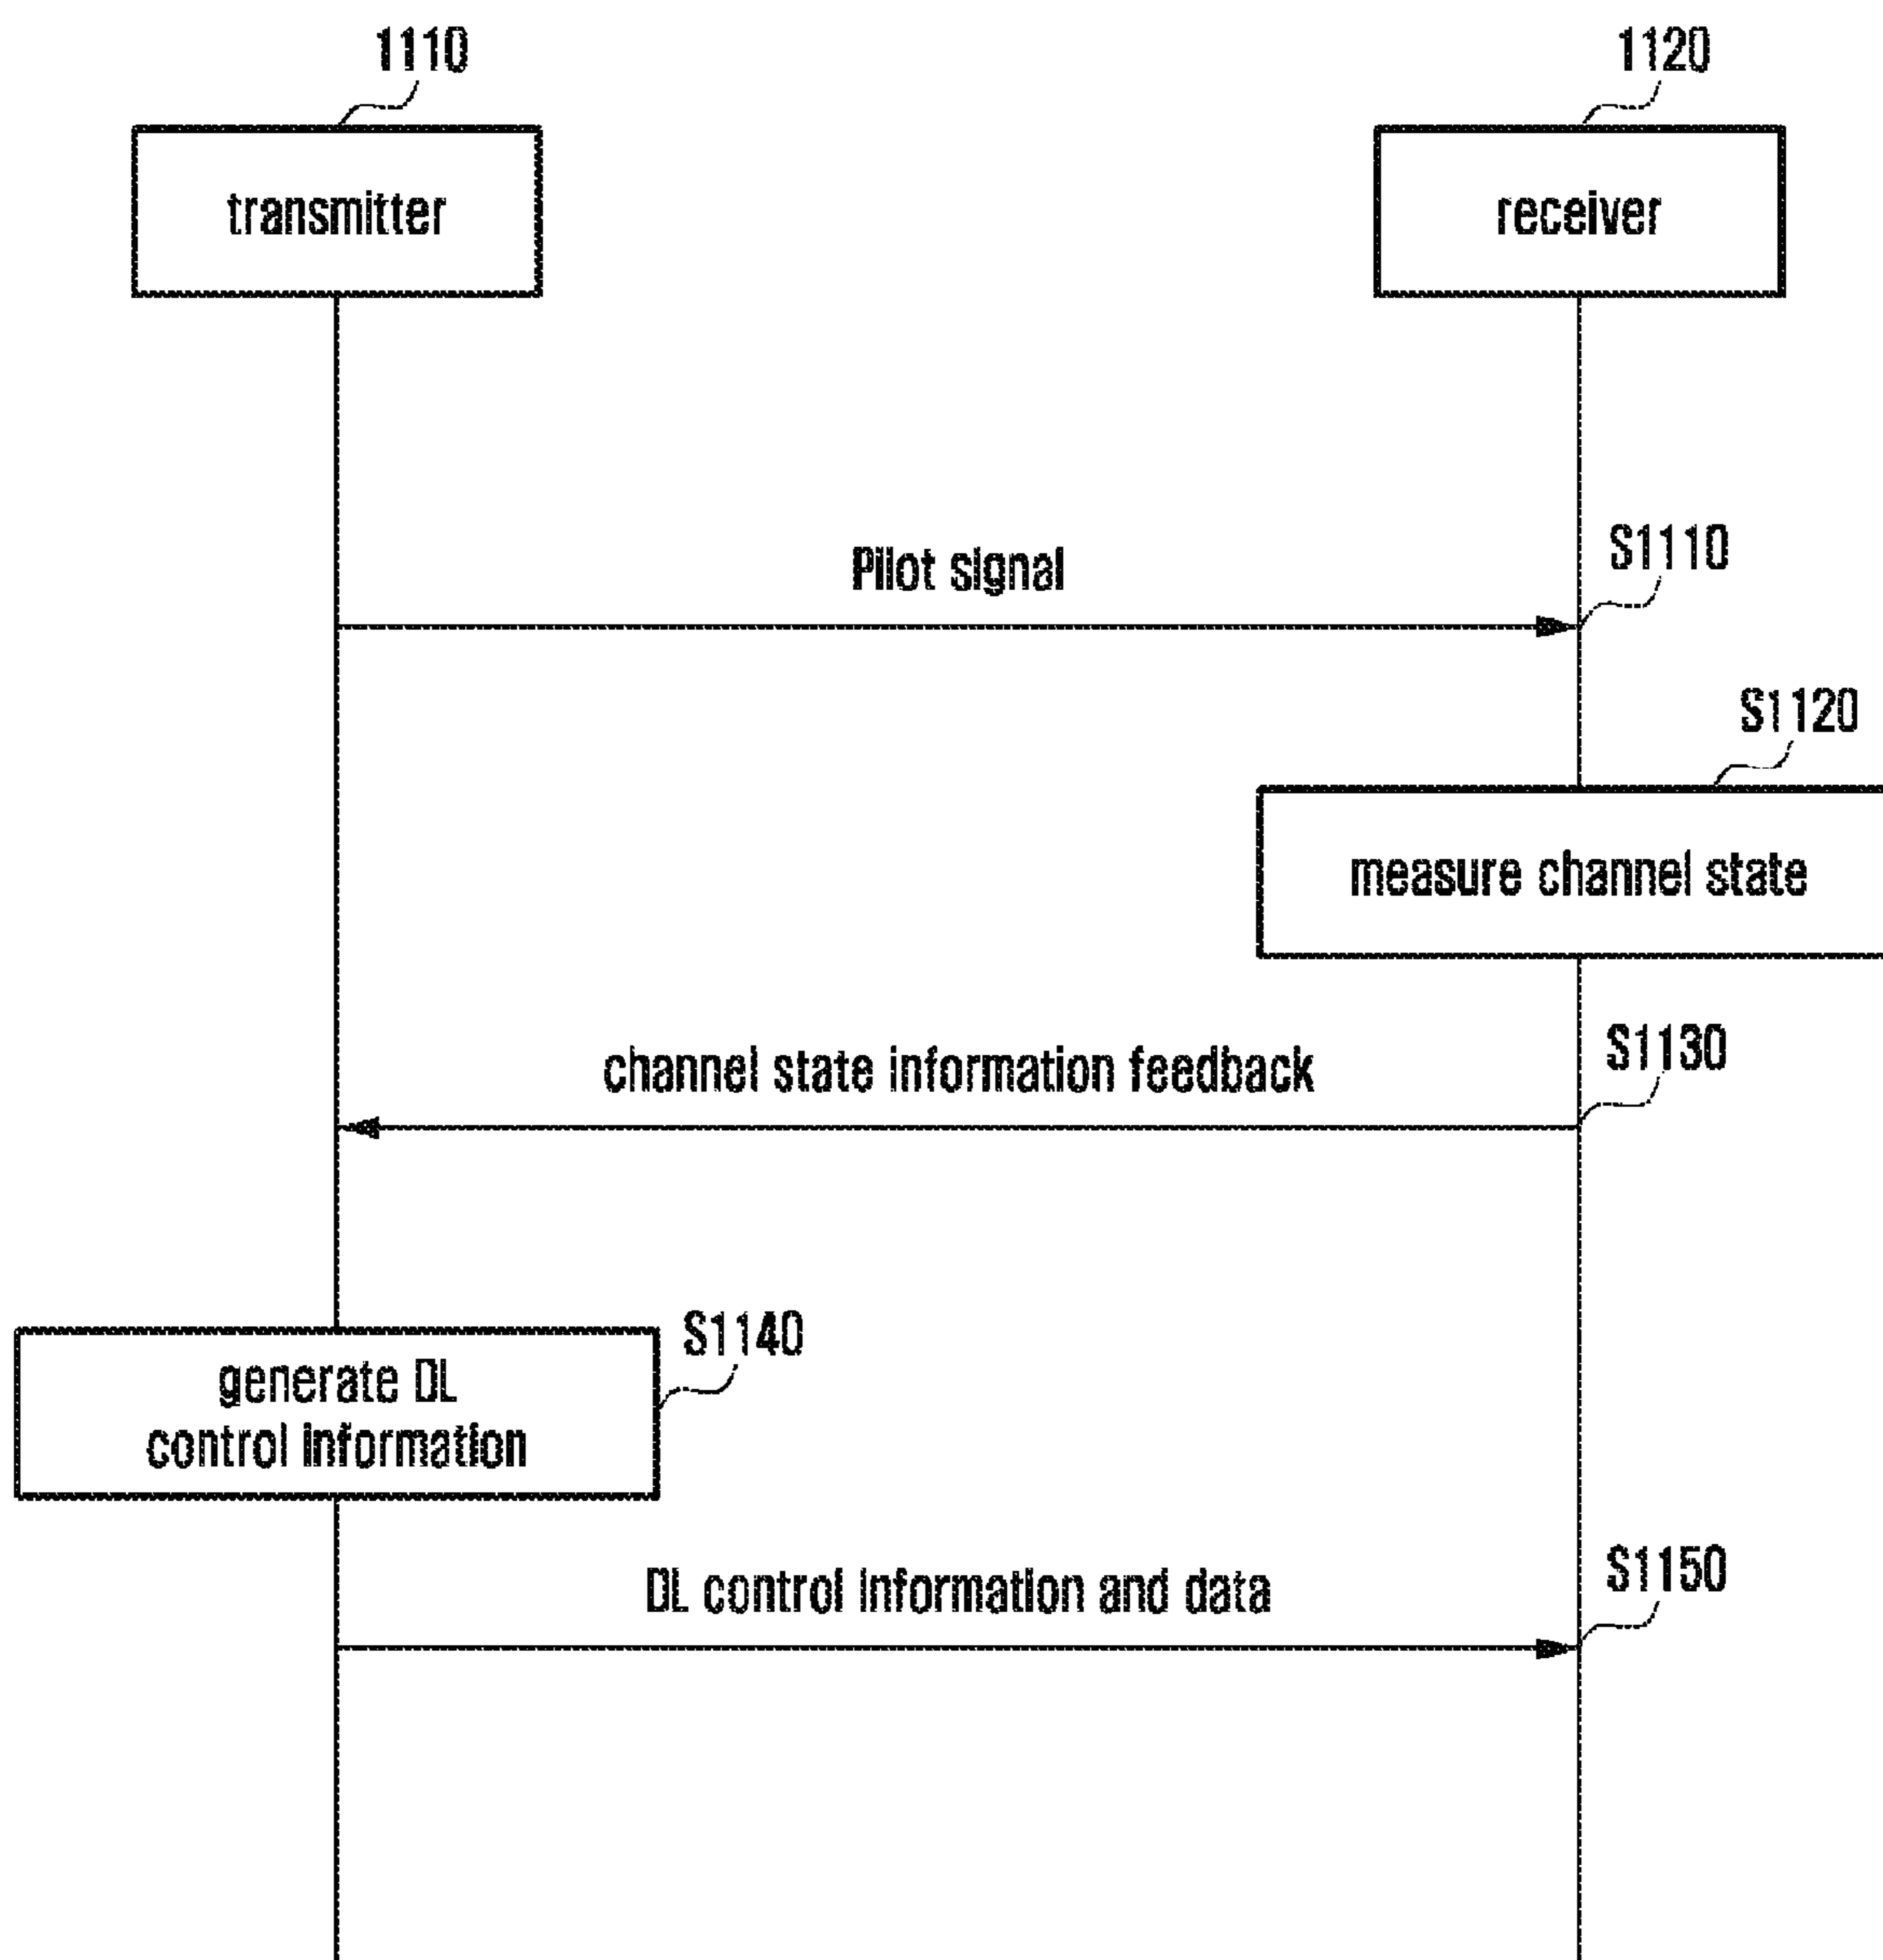 1110
1120
transmitter
receiver
Pilot signal
S1110
S1120
measure channel state
channel state information feedback
S1130
S1140
generate DL
control information
DL control information and data
S1150